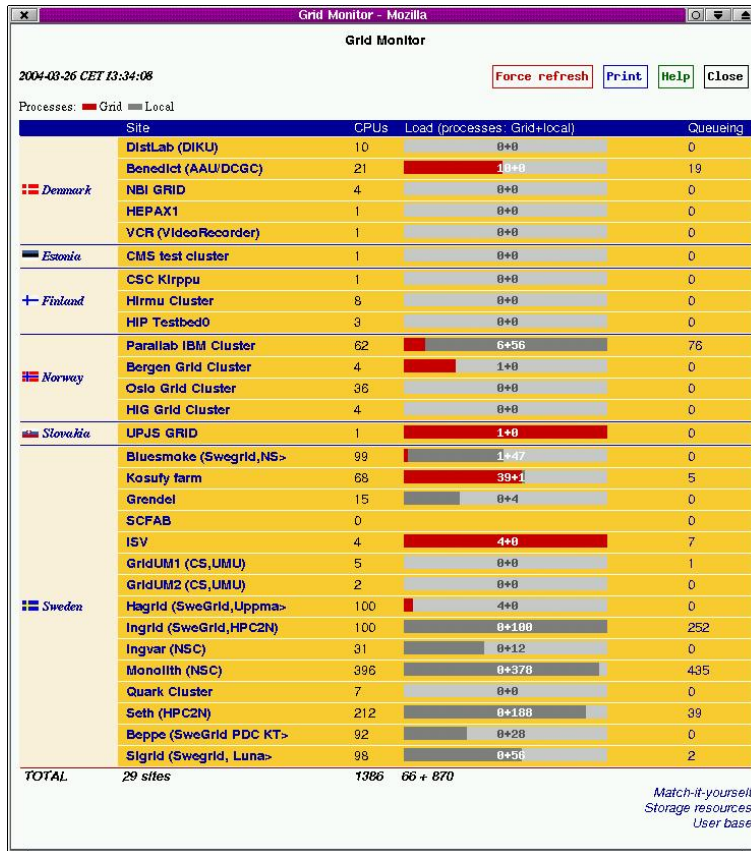 Grid Monitor - Mozilla
Grid Monitor
2004-03-26 CET 13:34:08 Force refresh Print Help Close
Processes: Grid Local
Site CPUs Load (processes: Grid+local) Queueing
Denmark
DistLab (DIKU) 10 0+0 0
Benedict (AAU/DCGC) 21 10+0 19
NBI GRID 4 0+0 0
HEPAX1 1 0+0 0
VCR (VideoRecorder) 1 0+0 0
Estonia
CMS test cluster 1 0+0 0
Finland
CSC Kirppu 1 0+0 0
Hirmu Cluster 8 0+0 0
HIP Testbed0 3 0+0 0
Norway
Parallab IBM Cluster 62 6+56 76
Bergen Grid Cluster 4 1+0 0
Oslo Grid Cluster 36 0+0 0
HIG Grid Cluster 4 0+0 0
Slovakia
UPJS GRID 1 1+0 0
Sweden
Bluesmoke (Swegrid,NS> 99 1+47 0
Kosufy farm 68 39+1 5
Grendel 15 0+4 0
SCFAB 0 0
ISV 4 4+0 7
GridUM1 (CS,UMU) 5 0+0 1
GridUM2 (CS,UMU) 2 0+0 0
Hagrid (SweGrid,Uppma> 100 4+0 0
Ingrid (SweGrid,HPC2N) 100 0+100 252
Ingvar (NSC) 31 0+12 0
Monolith (NSC) 396 0+378 435
Quark Cluster 7 0+0 0
Seth (HPC2N) 212 0+188 39
Beppe (SweGrid PDC KT> 92 0+28 0
Sigrid (Swegrid, Luna> 98 0+56 2
TOTAL 29 sites 1386 66 + 870
Match-it-yourself
Storage resources
User base